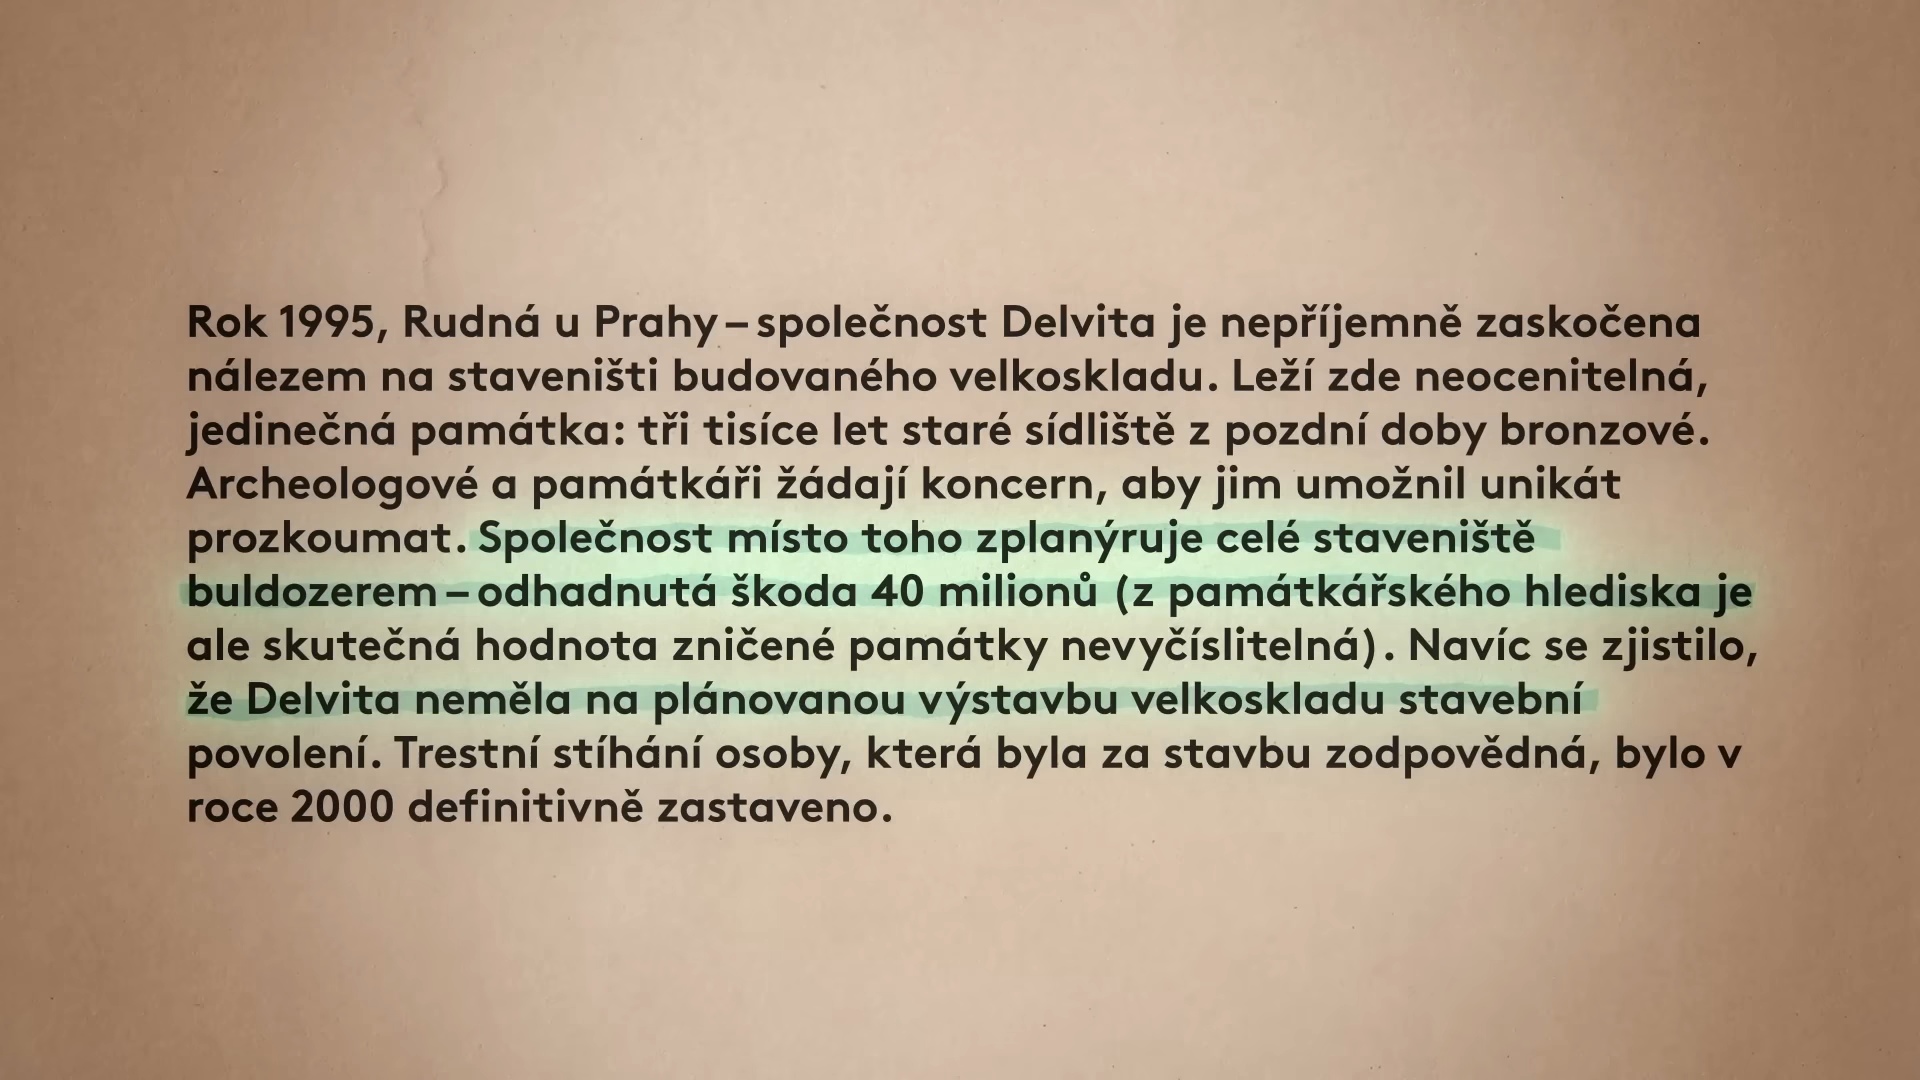 Rok 1995, Rudná u Prahy – společnost Delvita je nepříjemně zaskočena
nálezem na staveništi budovaného velkoskladu. Leží zde neocenitelná,
jedinečná památka: tři tisíce let staré sídliště z pozdní doby bronzové.
Archeologové a památkáři žádají koncern, aby jim umožnil unikát
prozkoumat. Společnost místo toho zplanýruje celé staveniště
buldozerem – odhadnutá škoda 40 milionů (z památkářského hlediska je
ale skutečná hodnota zničené památky nevyčíslitelná). Navíc se zjistilo,
že Delvita neměla na plánovanou výstavbu velkoskladu stavební
povolení. Trestní stíhání osoby, která byla za stavbu zodpovědná, bylo v
roce 2000 definitivně zastaveno.